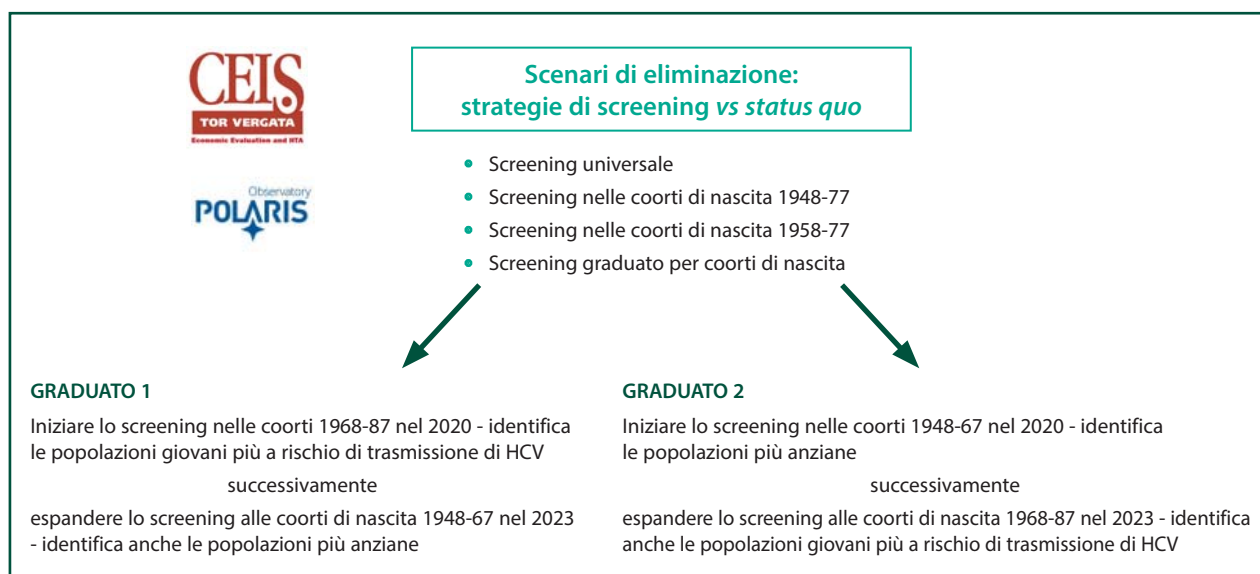 CEIS
TOR VERGATA
Economic Evaluation and HTA
Observatory
POLARIS
Scenari di eliminazione:
strategie di screening vs status quo
• Screening universale
• Screening nelle coorti di nascita 1948-77
• Screening nelle coorti di nascita 1958-77
• Screening graduato per coorti di nascita
GRADUATO 1
Iniziare lo screening nelle coorti 1968-87 nel 2020 - identifica
le popolazioni giovani più a rischio di trasmissione di HCV
successivamente
espandere lo screening alle coorti di nascita 1948-67 nel 2023
- identifica anche le popolazioni più anziane
GRADUATO 2
Iniziare lo screening nelle coorti 1948-67 nel 2020 - identifica
le popolazioni più anziane
successivamente
espandere lo screening alle coorti di nascita 1968-87 nel 2023 - identifica
anche le popolazioni giovani più a rischio di trasmissione di HCV